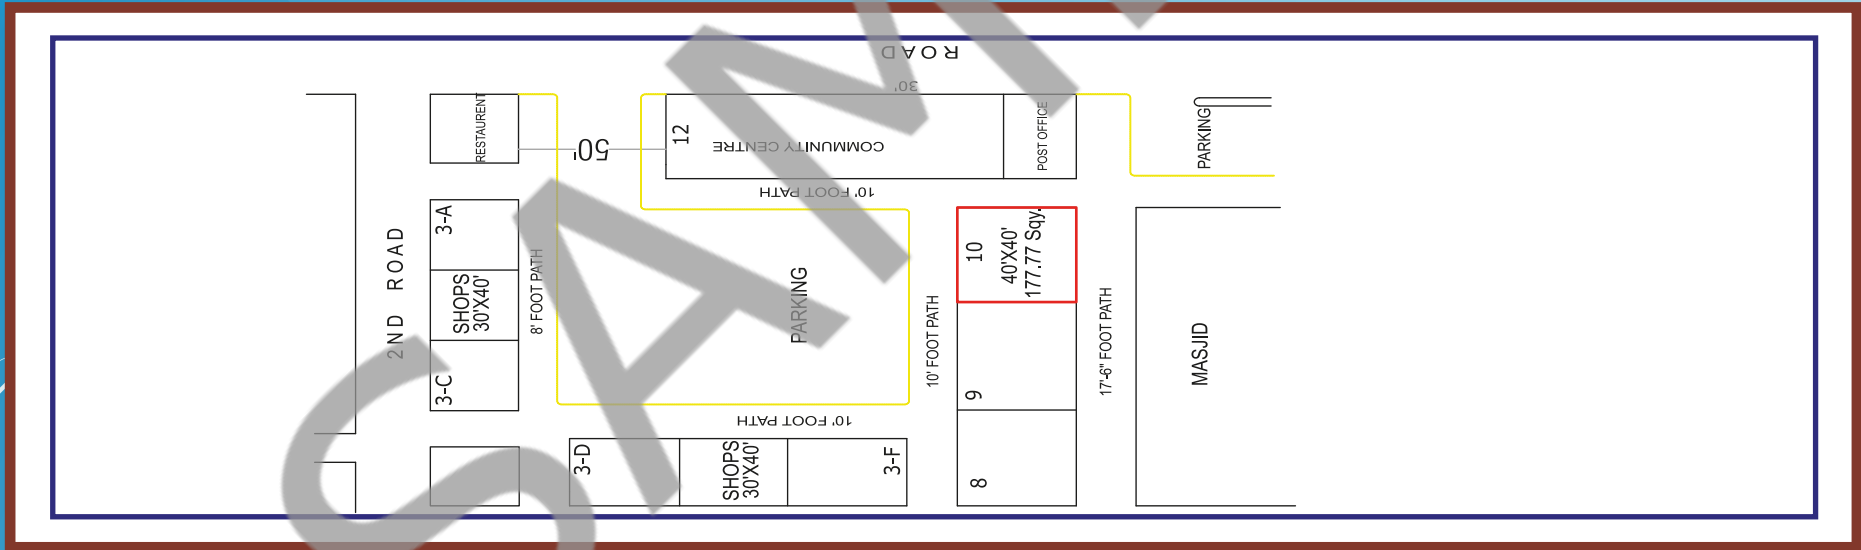 ROAD
30'
RESTAURENT
50'
12
COMMUNITY CENTRE
POST OFFICE
PARKING
10' FOOT PATH
2ND ROAD
3-A
SHOPS
30'X40'
3-C
8' FOOT PATH
PARKING
10' FOOT PATH
10
40'X40'
177.77 Sqy.
9
8
17'-6" FOOT PATH
MASJID
10' FOOT PATH
3-D
SHOPS
30'X40'
3-F
SAM